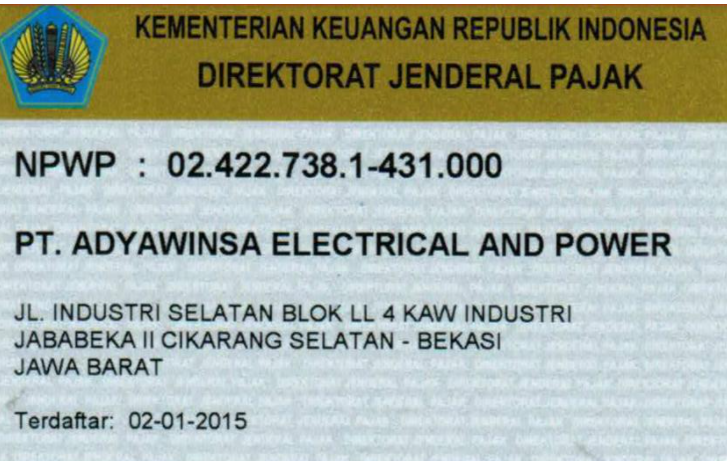 KEMENTERIAN KEUANGAN REPUBLIK INDONESIA
DIREKTORAT JENDERAL PAJAK
NPWP : 02.422.738.1-431.000
PT. ADYAWINSA ELECTRICAL AND POWER
JL. INDUSTRI SELATAN BLOK LL 4 KAW INDUSTRI
JABABEKA II CIKARANG SELATAN - BEKASI
JAWA BARAT
Terdaftar: 02-01-2015